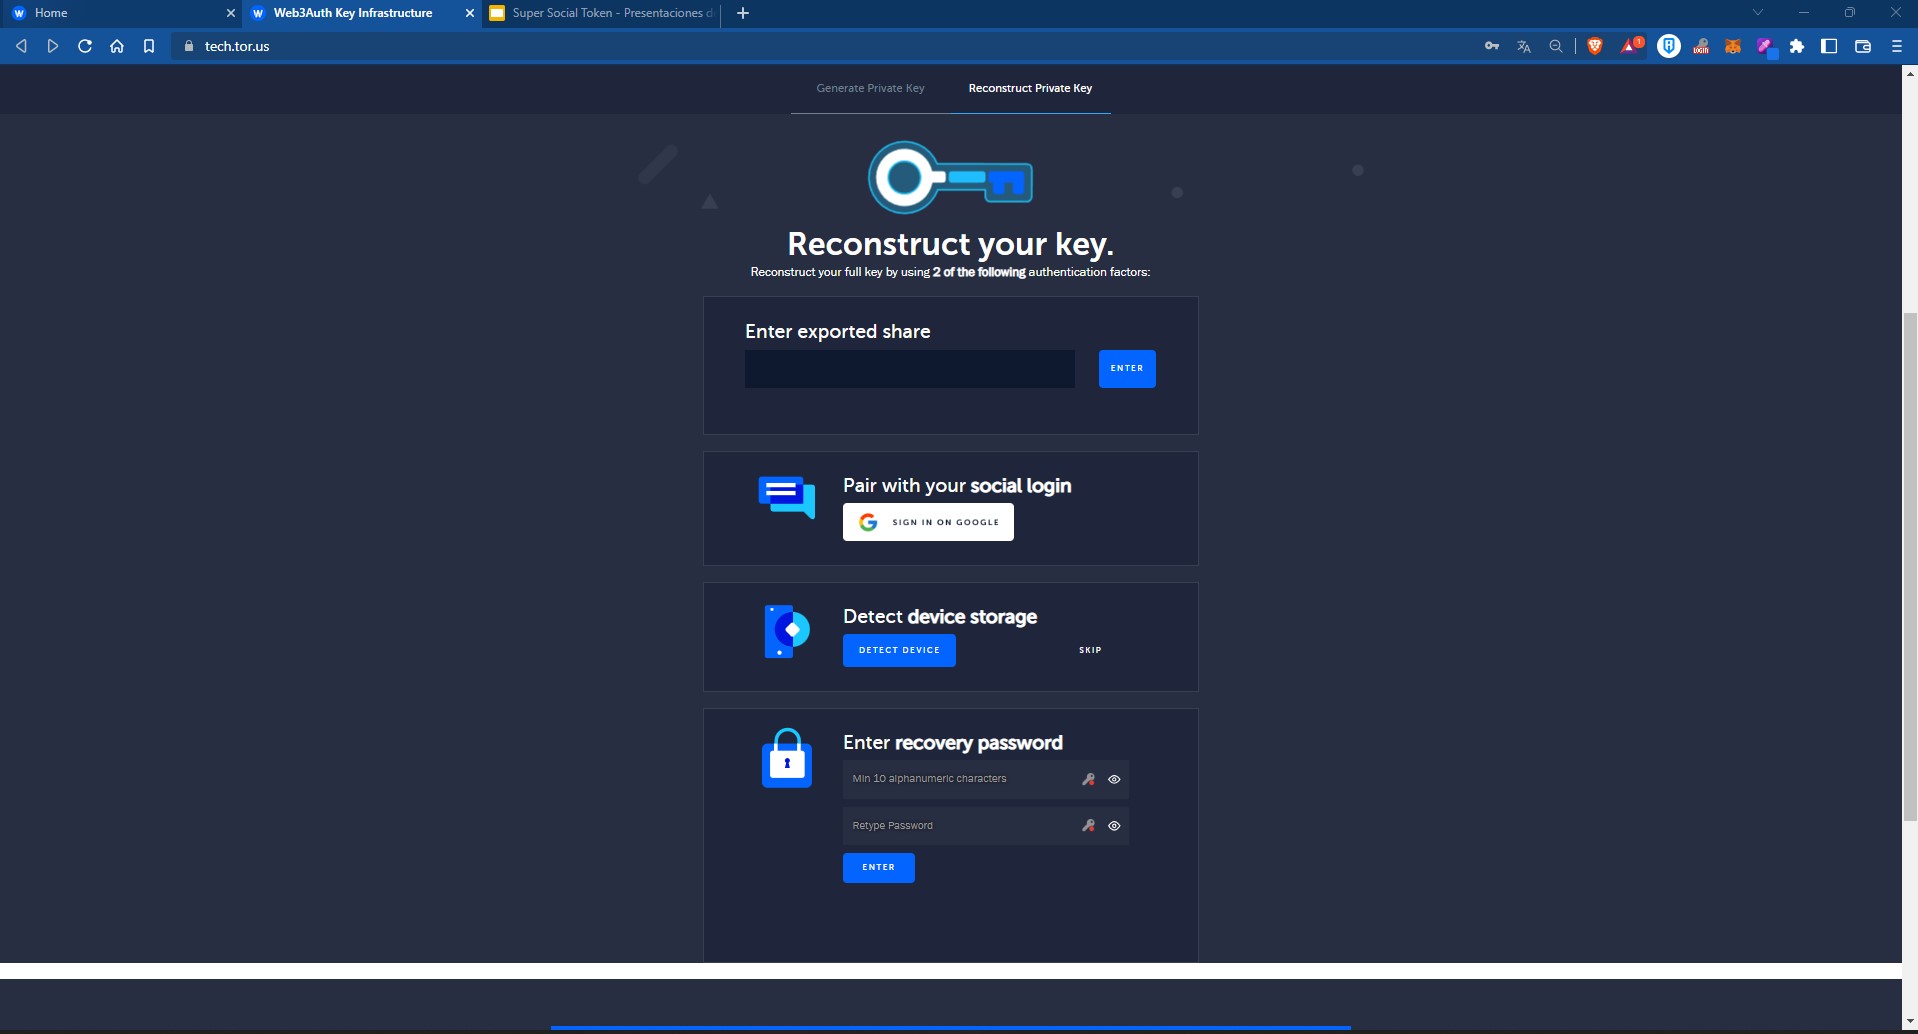 Home
Web3Auth Key Infrastructure
Super Social Token - Presentaciones d
tech.tor.us
1
LOGIN
Generate Private Key
Reconstruct Private Key
Reconstruct your key.
Reconstruct your full key by using 2 of the following authentication factors:
Enter exported share
ENTER
Pair with your social login
SIGN IN ON GOOGLE
Detect device storage
DETECT DEVICE
SKIP
Enter recovery password
Min 10 alphanumeric characters
Retype Password
ENTER